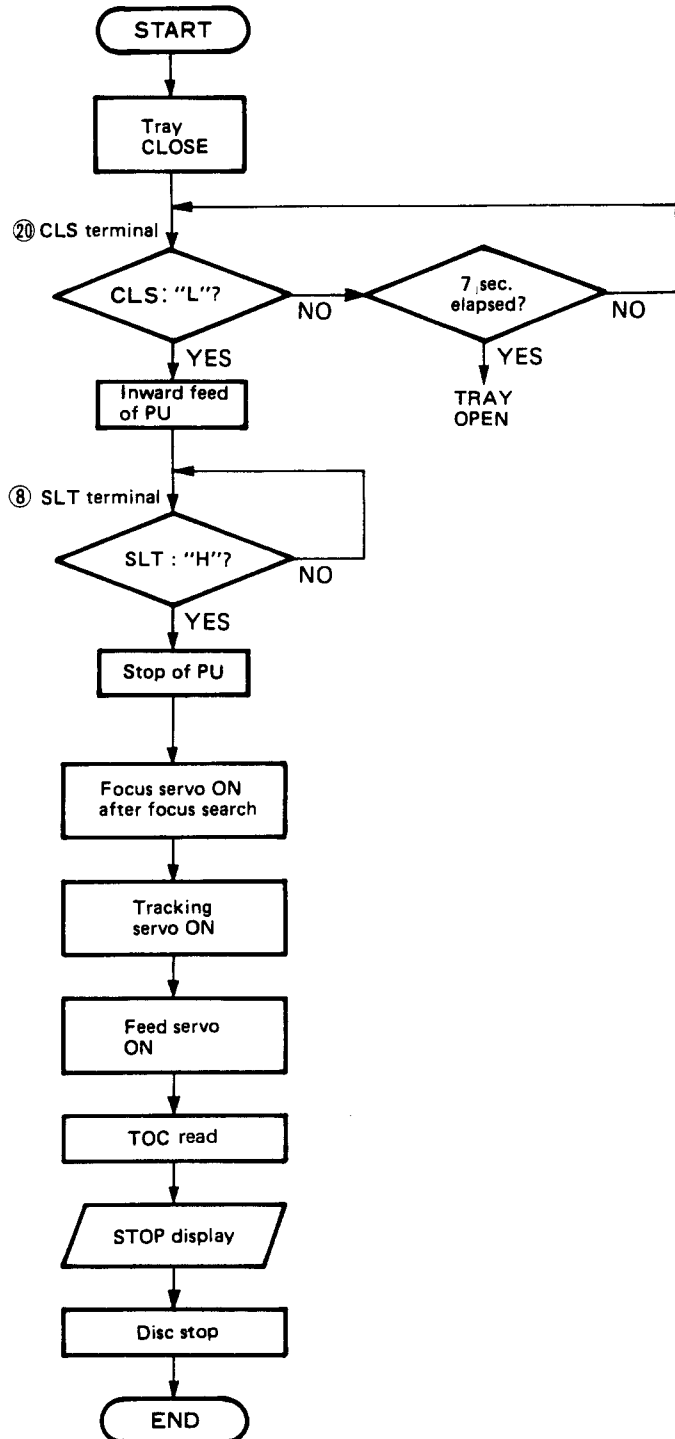 START
Tray
CLOSE
⑳ CLS terminal
CLS: "L"?
NO
7 sec.
elapsed?
NO
YES
YES
TRAY
OPEN
Inward feed
of PU
⑧ SLT terminal
SLT : "H"?
NO
YES
Stop of PU
Focus servo ON
after focus search
Tracking
servo ON
Feed servo
ON
TOC read
STOP display
Disc stop
END